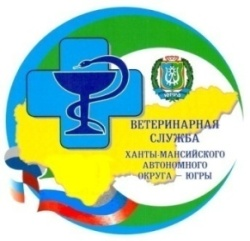 ВЕТЕРИНАРНАЯ
СЛУЖБА
ХАНТЫ-МАНСИЙСКОГО
АВТОНОМНОГО
ОКРУГА – ЮГРЫ